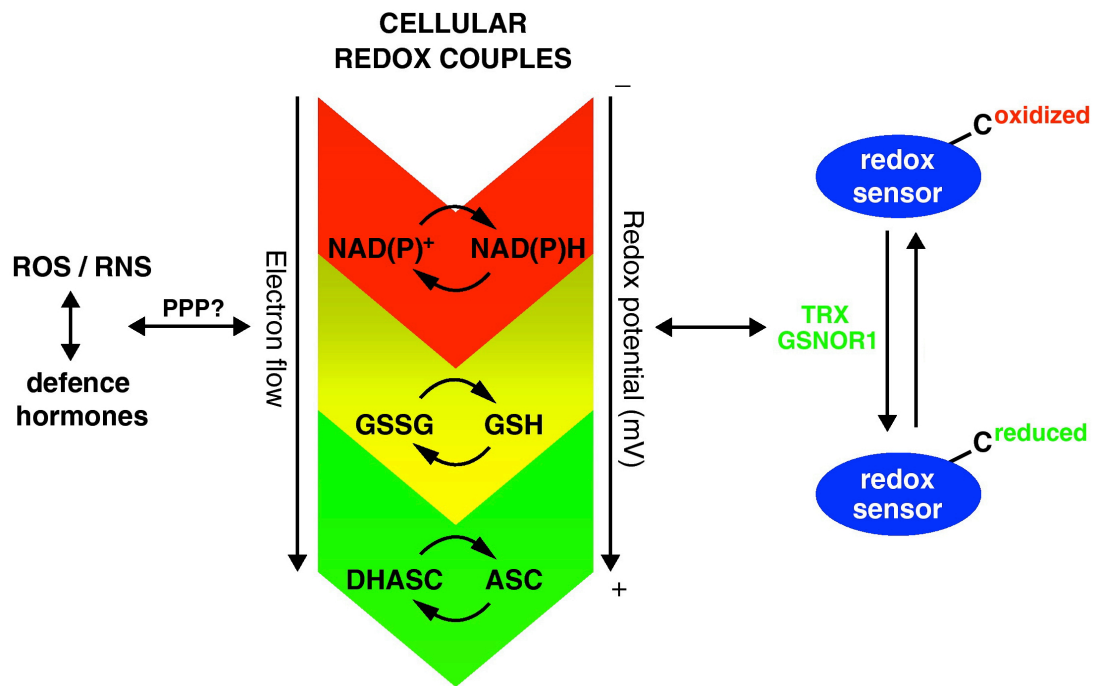 CELLULAR
REDOX COUPLES
ROS / RNS
defence
hormones
PPP?
Electron flow
NAD(P)⁺ NAD(P)H
GSSG GSH
DHASC ASC
–
Redox potential (mV)
+
TRX
GSNOR1
C oxidized
redox
sensor
C reduced
redox
sensor